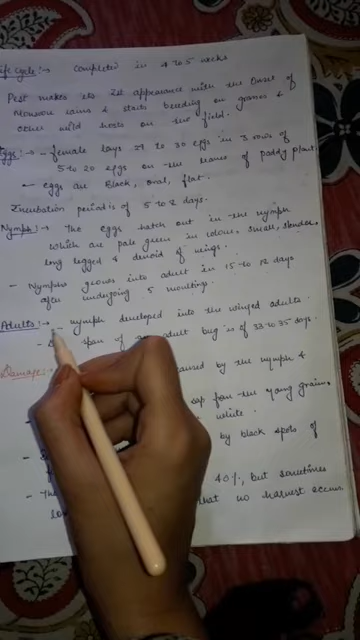 Life Cycle :→ Completed in 4 to 5 weeks
Pest makes its 1st appearance with the Onset of
Monsoon rains & starts breeding on grasses &
other wild hosts on the field.
Eggs :→ - female lays 24 to 30 eggs in 3 rows of
5 to 20 eggs on the leaves of paddy plant
- eggs are Black, oval, flat.
Incubation period is of 5 to 8 days.
Nymph :→ The eggs hatch out in the nymph
which are pale green in colour, small, slender
long legged & devoid of wings.
- Nymphs grows into adult in 15 to 18 days
after undergoing 5 moultings.
Adults :→ - nymph developed into the winged adults
- span of adult bug is of 33 to 35 days.
Damage :- caused by the nymph &
sap from the young grains
white.
by black spots of
- The 40%, but sometimes
that no harvest occurs.